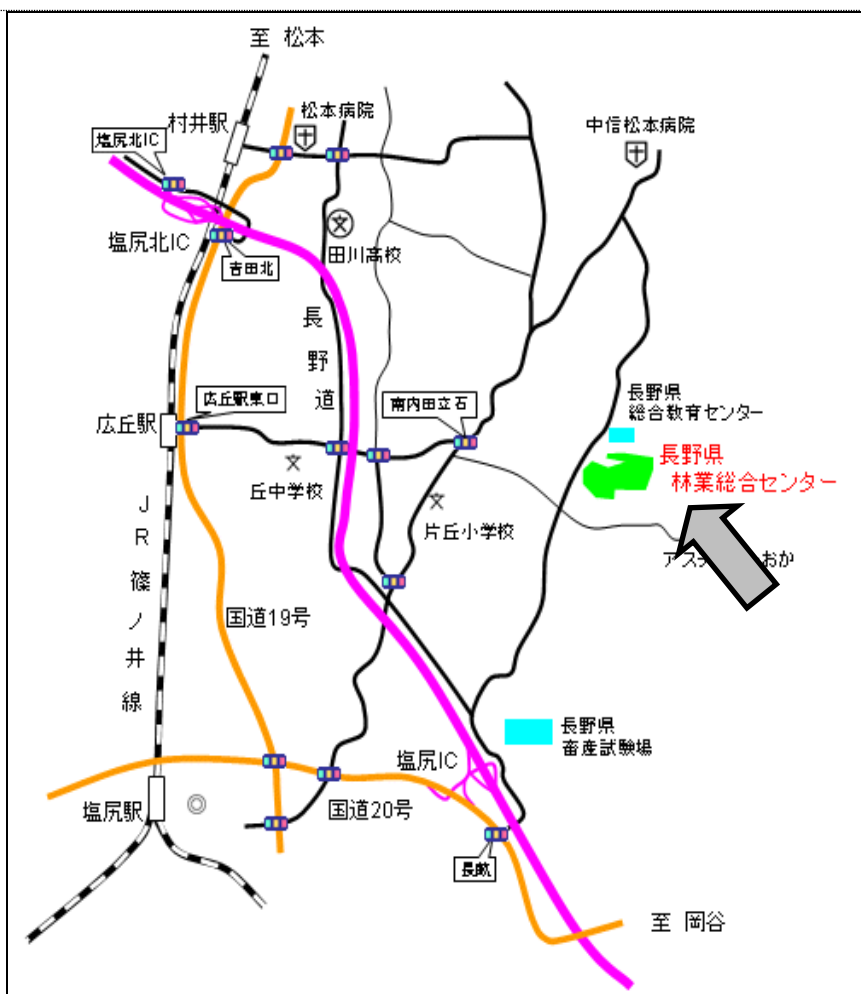 至 松本
松本病院
村井駅
中信松本病院
塩尻北IC
塩尻北IC
田川高校
吉田北
長野道
長野県
総合教育センター
広丘駅東口
南内田立石
広丘駅
長野県
林業総合センター
丘中学校
片丘小学校
JR篠ノ井線
おか
国道19号
長野県
畜産試験場
塩尻IC
塩尻駅
国道20号
長畝
至 岡谷